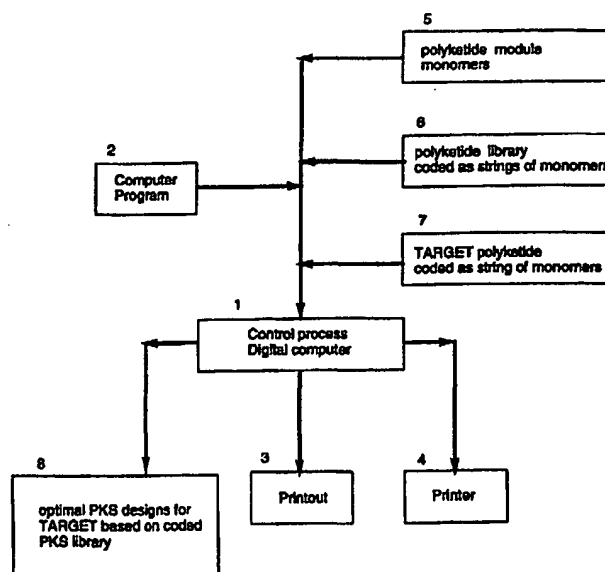 5
polyketide module
monomers
6
polyketide library
coded as strings of monomers
2
Computer
Program
7
TARGET polyketide
coded as string of monomers
1
Control process
Digital computer
8
optimal PKS designs for
TARGET based on coded
PKS library
3
Printout
4
Printer